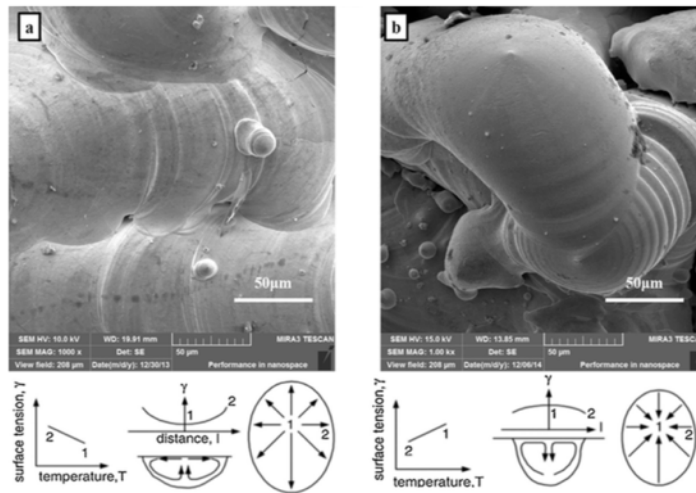 a
50µm
SEM HV: 10.0 kV WD: 19.91 mm MIRA3 TESCAN
SEM MAG: 1000 x Det: SE 50 µm
View field: 208 µm Date(m/d/y): 12/30/13 Performance in nanospace
b
50µm
SEM HV: 15.0 kV WD: 13.85 mm MIRA3 TESCAN
SEM MAG: 1.00 kx Det: SE 50 µm
View field: 208 µm Date(m/d/y): 12/06/14 Performance in nanospace
surface tension, γ
2 1
temperature, T
γ
1 2
distance, l
1 2
surface tension, γ
1
2
temperature, T
γ
1 2
l
1 2